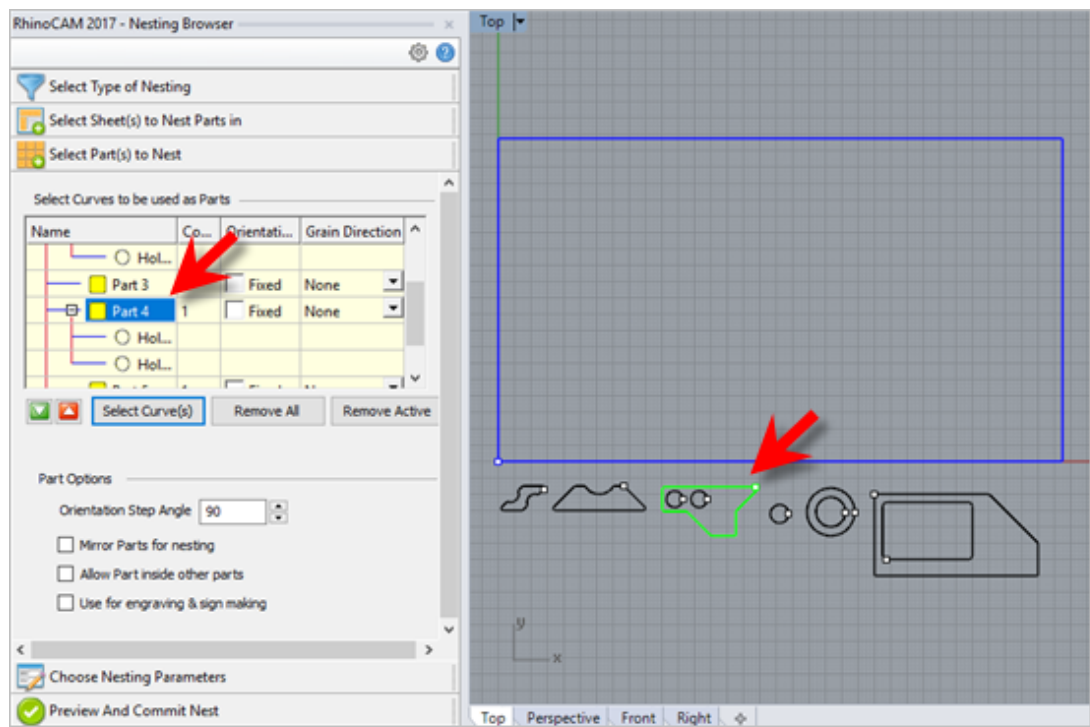 RhinoCAM 2017 - Nesting Browser
Top
Select Type of Nesting
Select Sheet(s) to Nest Parts in
Select Part(s) to Nest
Select Curves to be used as Parts
Name Co... Orientati... Grain Direction
Hol...
Part 3 Fixed None
Part 4 1 Fixed None
Hol...
Hol...
Select Curve(s) Remove All Remove Active
Part Options
Orientation Step Angle 90
Mirror Parts for nesting
Allow Part inside other parts
Use for engraving & sign making
y
x
Choose Nesting Parameters
Preview And Commit Nest
Top Perspective Front Right